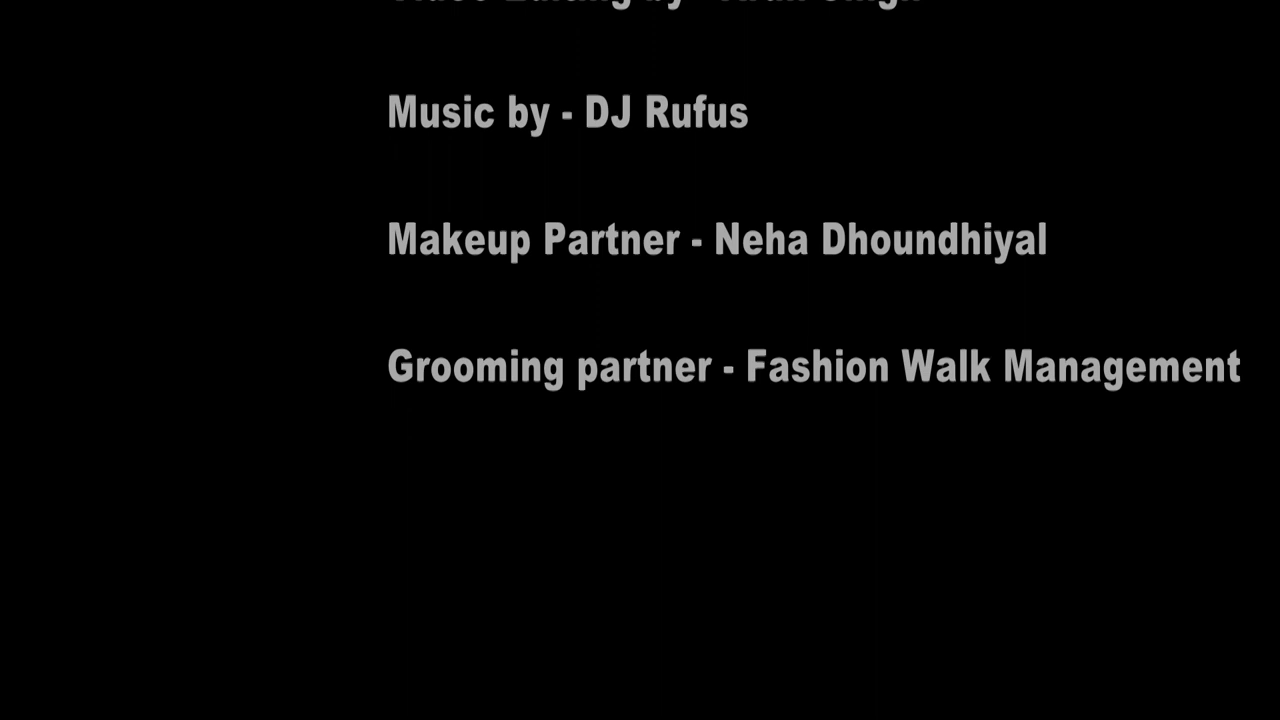 Music by - DJ Rufus
Makeup Partner - Neha Dhoundhiyal
Grooming partner - Fashion Walk Management